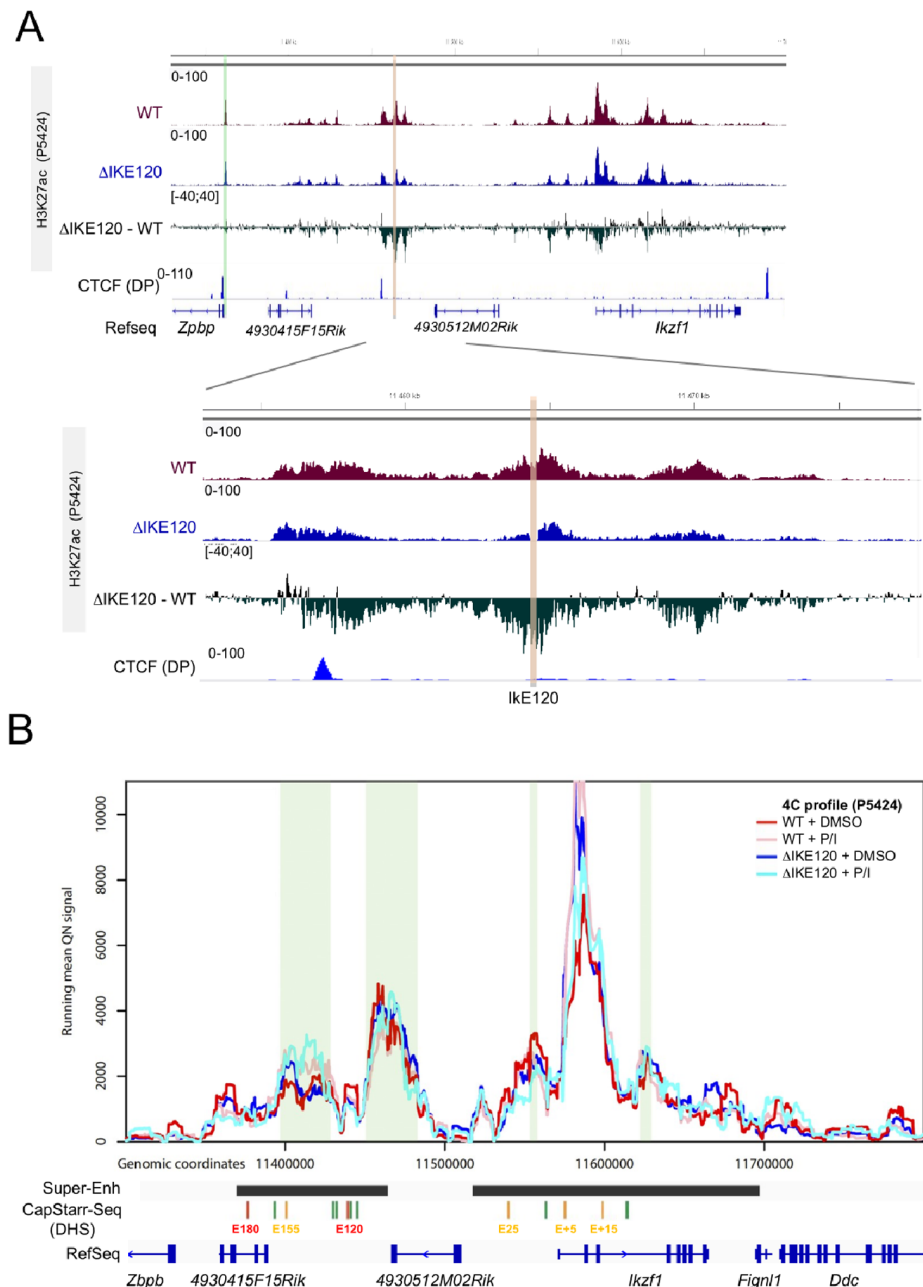 A
H3K27ac (P5424)
0-100
WT
0-100
ΔIKE120
[-40;40]
ΔIKE120 - WT
CTCF (DP)
0-110
Refseq
Zpbp
4930415F15Rik
4930512M02Rik
Ikzf1
H3K27ac (P5424)
11 470 kb
0-100
WT
0-100
ΔIKE120
[-40;40]
ΔIKE120 - WT
0-100
CTCF (DP)
IkE120
B
Running mean QN signal
10000
8000
6000
4000
2000
0
4C profile (P5424)
WT + DMSO
WT + P/I
ΔIKE120 + DMSO
ΔIKE120 + P/I
Genomic coordinates 11400000 11500000 11600000 11700000
Super-Enh
CapStarr-Seq
(DHS)
E180 E155 E120 E25 E+5 E+15
RefSeq
Zbpb 4930415F15Rik 4930512M02Rik Ikzf1 Fignl1 Ddc